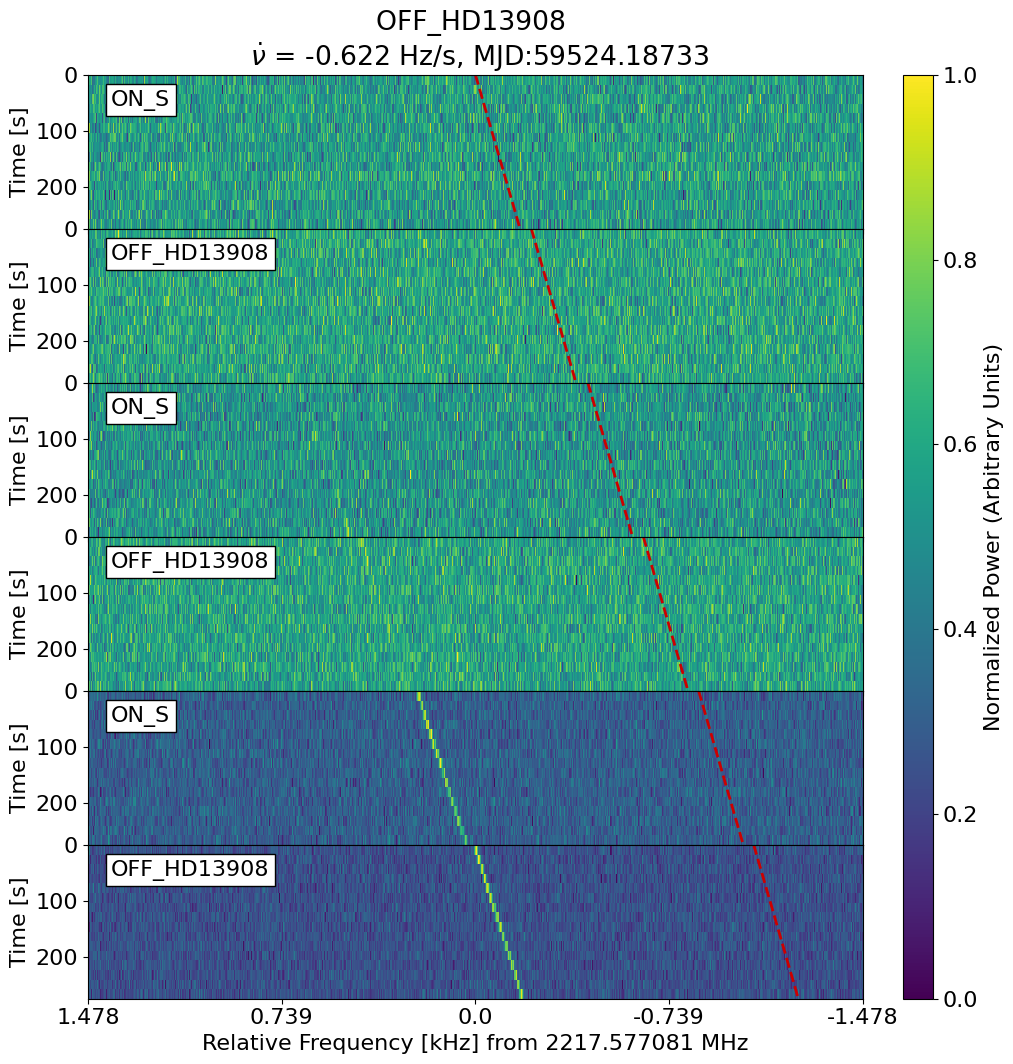 OFF_HD13908
ν̇ = -0.622 Hz/s, MJD:59524.18733
0
ON_S
100
200
Time [s]
0
OFF_HD13908
100
200
Time [s]
0
ON_S
100
200
Time [s]
0
OFF_HD13908
100
200
Time [s]
0
ON_S
100
200
Time [s]
0
OFF_HD13908
100
200
Time [s]
1.478 0.739 0.0 -0.739 -1.478
Relative Frequency [kHz] from 2217.577081 MHz
1.0
0.8
0.6
0.4
0.2
0.0
Normalized Power (Arbitrary Units)